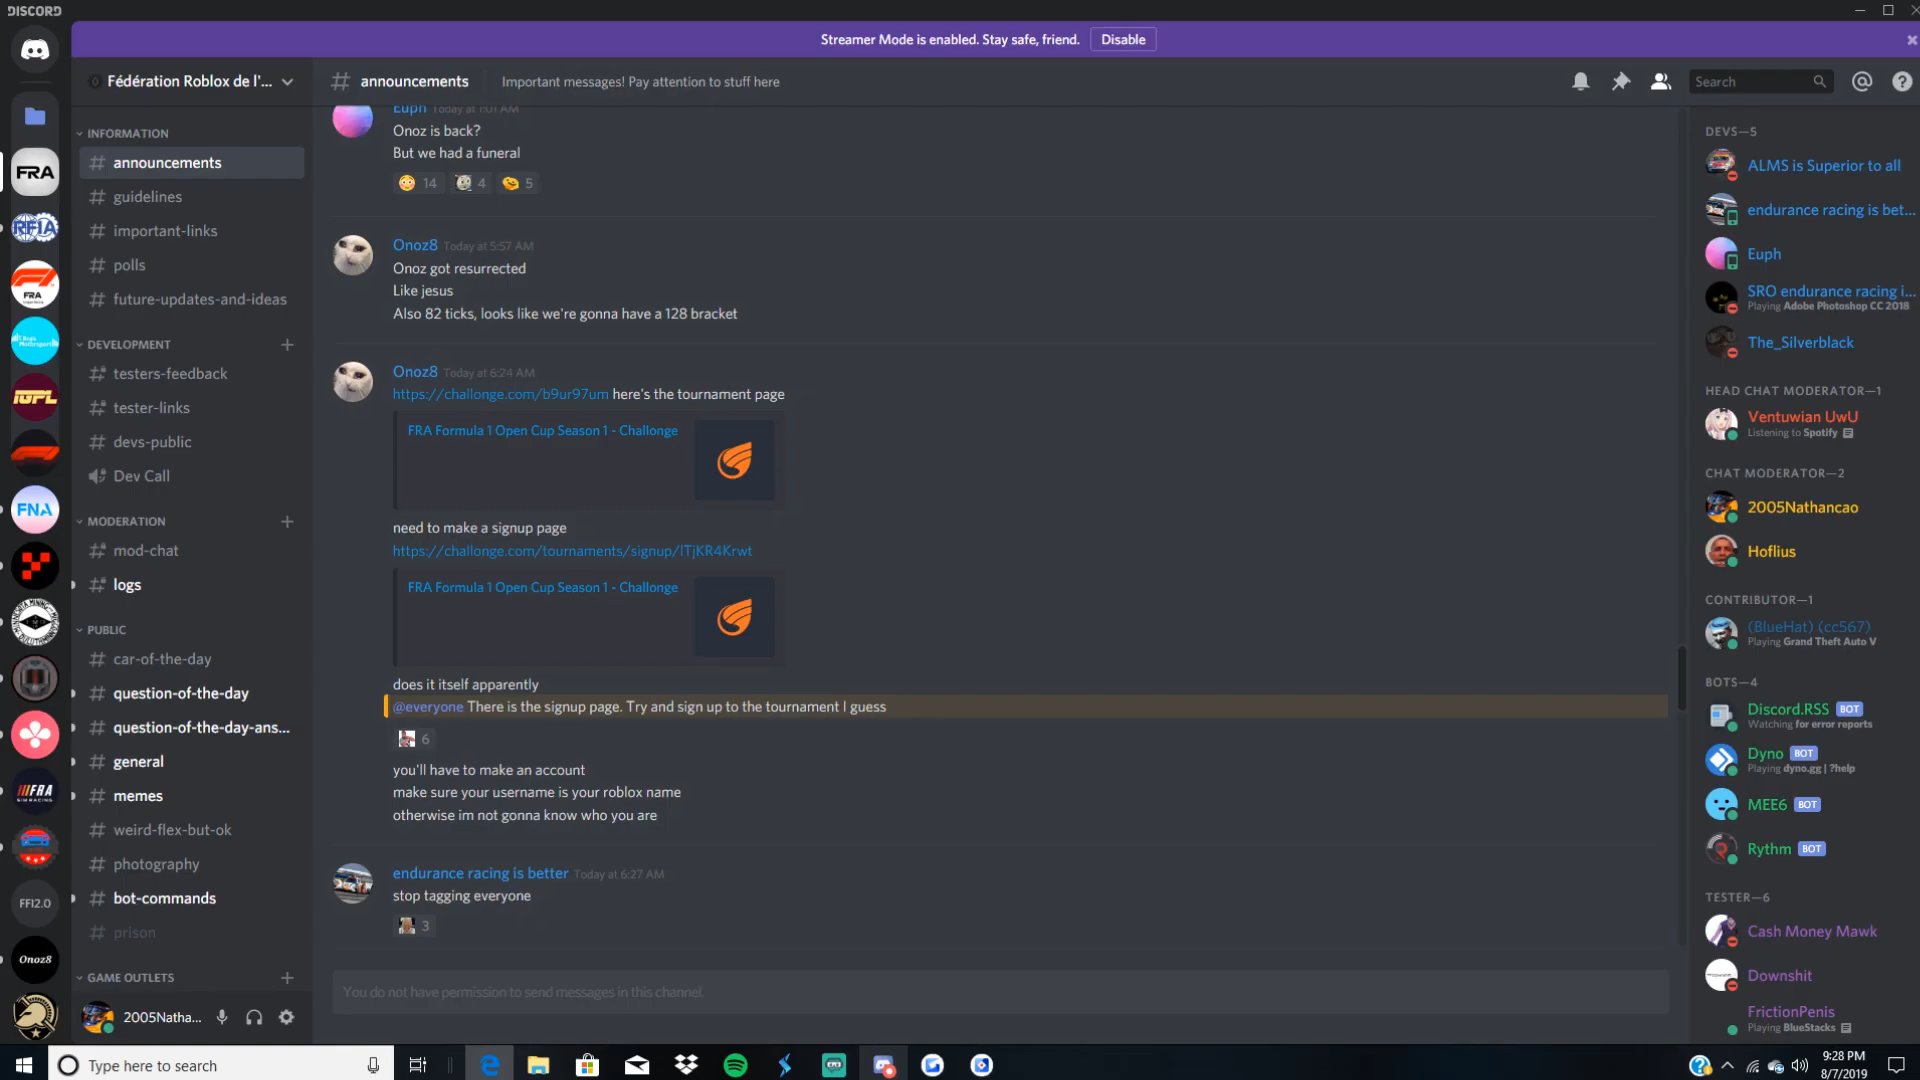 DISCORD
Streamer Mode is enabled. Stay safe, friend.
Disable
Fédération Roblox de l'...
announcements
Important messages! Pay attention to stuff here
Search
INFORMATION
announcements
guidelines
important-links
polls
future-updates-and-ideas
DEVELOPMENT
testers-feedback
tester-links
devs-public
Dev Call
MODERATION
mod-chat
logs
PUBLIC
car-of-the-day
question-of-the-day
question-of-the-day-ans...
general
memes
weird-flex-but-ok
photography
bot-commands
prison
GAME OUTLETS
2005Natha...
FRA
RFIA
FRA
IGPL
FNA
FRA
FFI2.0
Onoz8
Euph Today at 1:01 AM
Onoz is back?
But we had a funeral
14
4
5
Onoz8 Today at 5:57 AM
Onoz got resurrected
Like jesus
Also 82 ticks, looks like we're gonna have a 128 bracket
Onoz8 Today at 6:24 AM
https://challonge.com/b9ur97um here's the tournament page
FRA Formula 1 Open Cup Season 1 - Challonge
need to make a signup page
https://challonge.com/tournaments/signup/lTjKR4Krwt
FRA Formula 1 Open Cup Season 1 - Challonge
does it itself apparently
@everyone There is the signup page. Try and sign up to the tournament I guess
6
you'll have to make an account
make sure your username is your roblox name
otherwise im not gonna know who you are
endurance racing is better Today at 6:27 AM
stop tagging everyone
3
You do not have permission to send messages in this channel.
DEVS—5
ALMS is Superior to all
endurance racing is bet...
Euph
SRO endurance racing i...
Playing Adobe Photoshop CC 2018
The_Silverblack
HEAD CHAT MODERATOR—1
Ventuwian UwU
Listening to Spotify
CHAT MODERATOR—2
2005Nathancao
Hoflius
CONTRIBUTOR—1
(BlueHat) (cc567)
Playing Grand Theft Auto V
BOTS—4
Discord.RSS BOT
Watching for error reports
Dyno BOT
Playing dyno.gg | ?help
MEE6 BOT
Rythm BOT
TESTER—6
Cash Money Mawk
Downshit
FrictionPenis
Playing BlueStacks
Type here to search
9:28 PM
8/7/2019